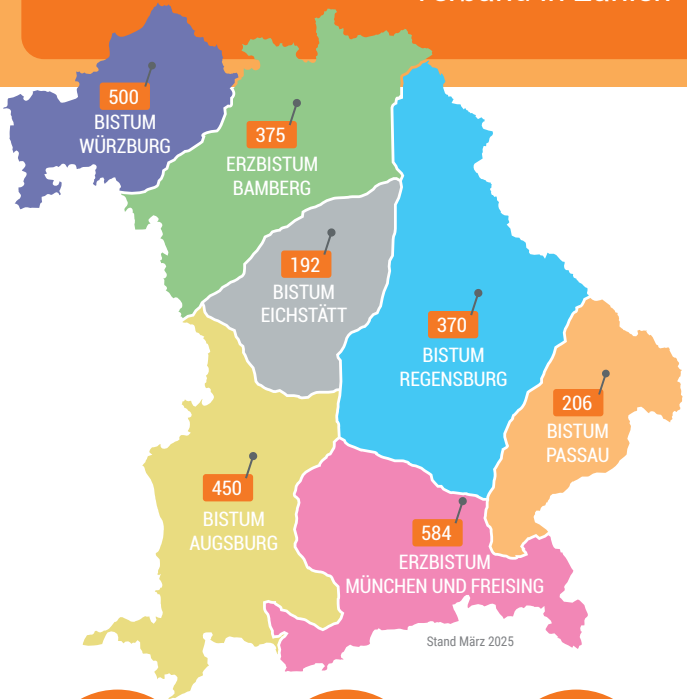 500
BISTUM
WÜRZBURG
375
ERZBISTUM
BAMBERG
192
BISTUM
EICHSTÄTT
370
BISTUM
REGENSBURG
206
BISTUM
PASSAU
450
BISTUM
AUGSBURG
584
ERZBISTUM
MÜNCHEN UND FREISING
Stand März 2025